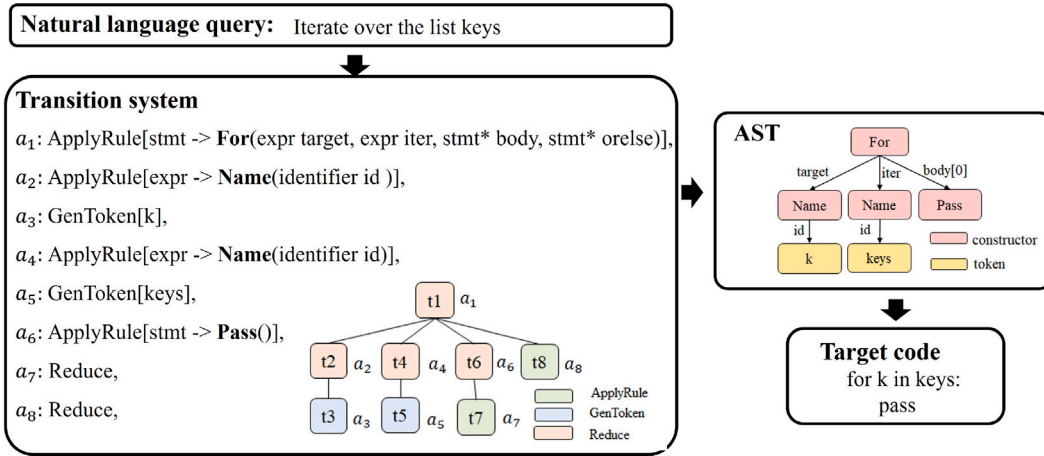 Natural language query: Iterate over the list keys
Transition system
a₁: ApplyRule[stmt -> For(expr target, expr iter, stmt* body, stmt* orelse)],
a₂: ApplyRule[expr -> Name(identifier id )],
a₃: GenToken[k],
a₄: ApplyRule[expr -> Name(identifier id)],
a₅: GenToken[keys],
a₆: ApplyRule[stmt -> Pass()],
a₇: Reduce,
a₈: Reduce,
t1 a₁
t2 a₂ t4 a₄ t6 a₆ t8 a₈
t3 a₃ t5 a₅ t7 a₇
ApplyRule
GenToken
Reduce
AST
For
target iter body[0]
Name Name Pass
id id
k keys
constructor
token
Target code
for k in keys:
pass